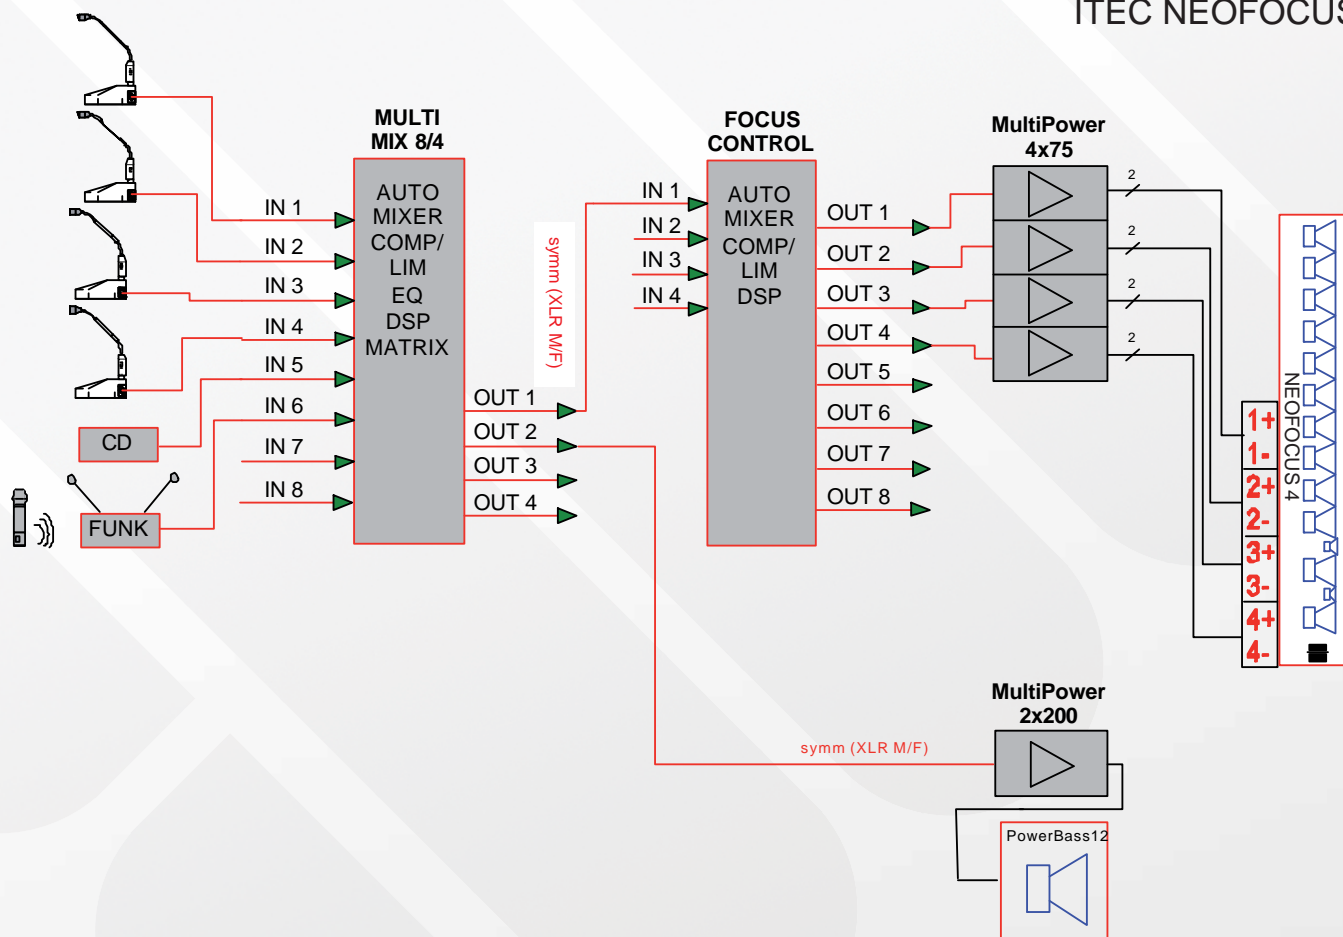 ITEC NEOFOCUS
MULTI
MIX 8/4
AUTO
MIXER
COMP/
LIM
EQ
DSP
MATRIX
IN 1
IN 2
IN 3
IN 4
IN 5
IN 6
IN 7
IN 8
CD
FUNK
OUT 1
OUT 2
OUT 3
OUT 4
symm (XLR M/F)
FOCUS
CONTROL
AUTO
MIXER
COMP/
LIM
DSP
IN 1
IN 2
IN 3
IN 4
OUT 1
OUT 2
OUT 3
OUT 4
OUT 5
OUT 6
OUT 7
OUT 8
MultiPower
4x75
2
2
2
2
1+
1-
2+
2-
3+
3-
4+
4-
NEOFOCUS 4
MultiPower
2x200
symm (XLR M/F)
PowerBass12